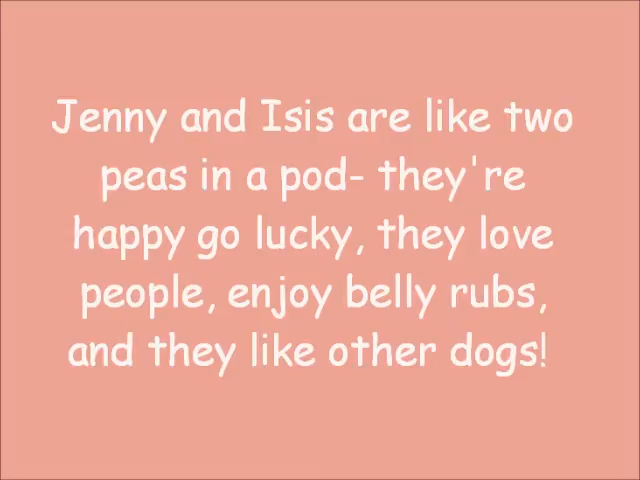 Jenny and Isis are like two
peas in a pod- they're
happy go lucky, they love
people, enjoy belly rubs,
and they like other dogs!